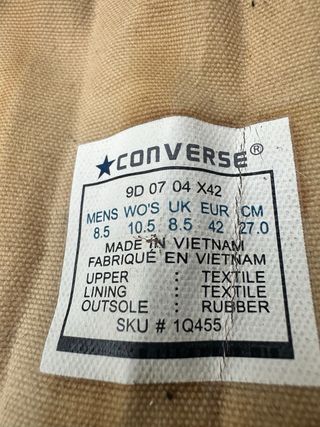 ★CONVERSE®
9D 07 04 X42
MENS WO'S UK EUR CM
8.5 10.5 8.5 42 27.0
MADE IN VIETNAM
FABRIQUÉ EN VIETNAM
UPPER : TEXTILE
LINING : TEXTILE
OUTSOLE : RUBBER
SKU # 1Q455